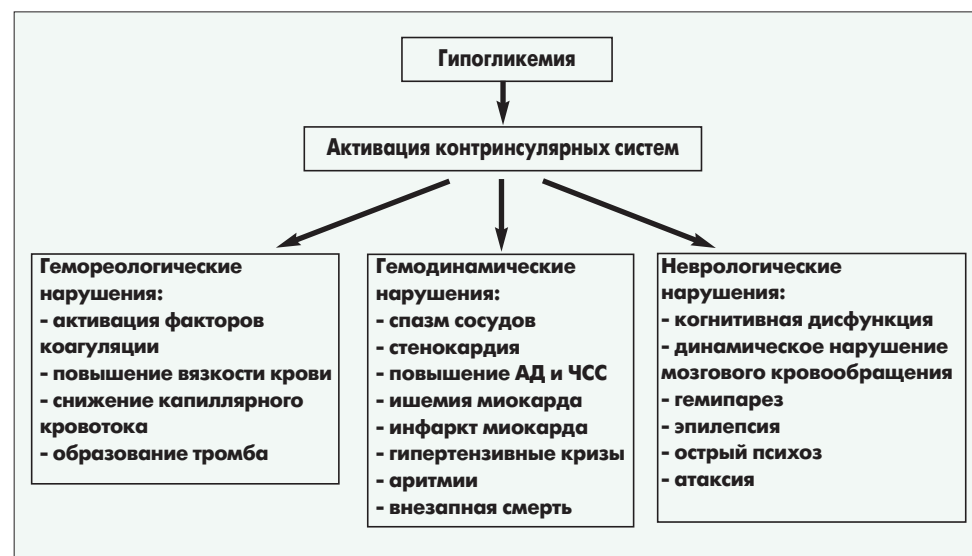 Гипогликемия
Активация контринсулярных систем
Гемореологические
нарушения:
- активация факторов
коагуляции
- повышение вязкости крови
- снижение капиллярного
кровотока
- образование тромба
Гемодинамические
нарушения:
- спазм сосудов
- стенокардия
- повышение АД и ЧСС
- ишемия миокарда
- инфаркт миокарда
- гипертензивные кризы
- аритмии
- внезапная смерть
Неврологические
нарушения:
- когнитивная дисфункция
- динамическое нарушение
мозгового кровообращения
- гемипарез
- эпилепсия
- острый психоз
- атаксия